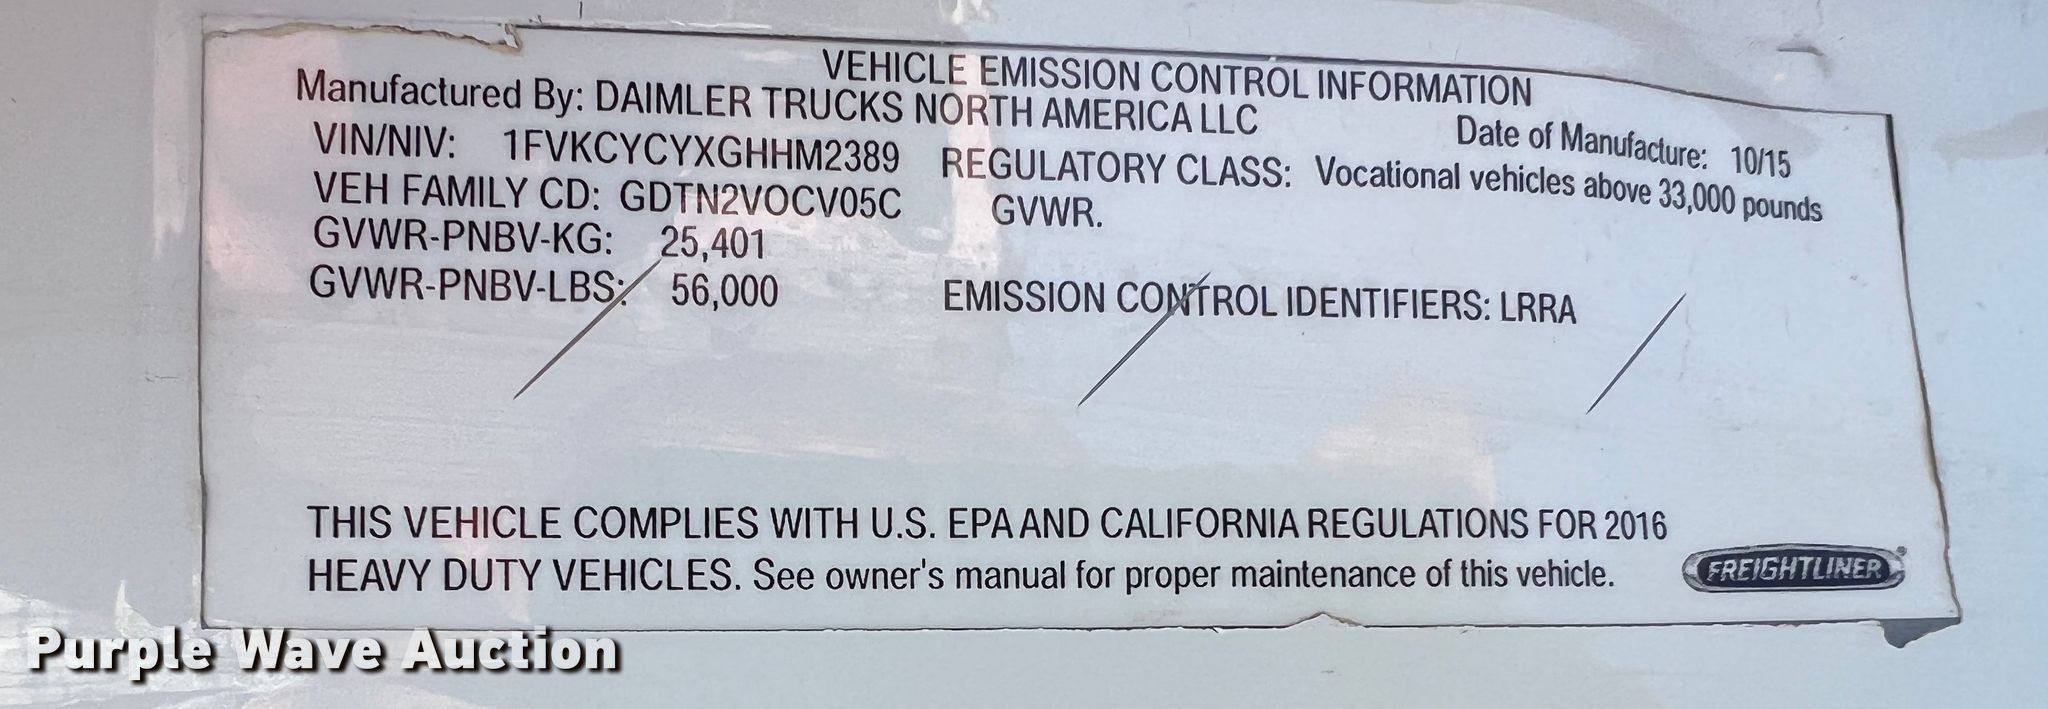 VEHICLE EMISSION CONTROL INFORMATION
Manufactured By: DAIMLER TRUCKS NORTH AMERICA LLC
Date of Manufacture: 10/15
VIN/NIV: 1FVKCYCYXGHHM2389
REGULATORY CLASS: Vocational vehicles above 33,000 pounds
VEH FAMILY CD: GDTN2VOCV05C
GVWR.
GVWR-PNBV-KG: 25,401
GVWR-PNBV-LBS: 56,000
EMISSION CONTROL IDENTIFIERS: LRRA
THIS VEHICLE COMPLIES WITH U.S. EPA AND CALIFORNIA REGULATIONS FOR 2016
HEAVY DUTY VEHICLES. See owner's manual for proper maintenance of this vehicle.
FREIGHTLINER
Purple Wave Auction